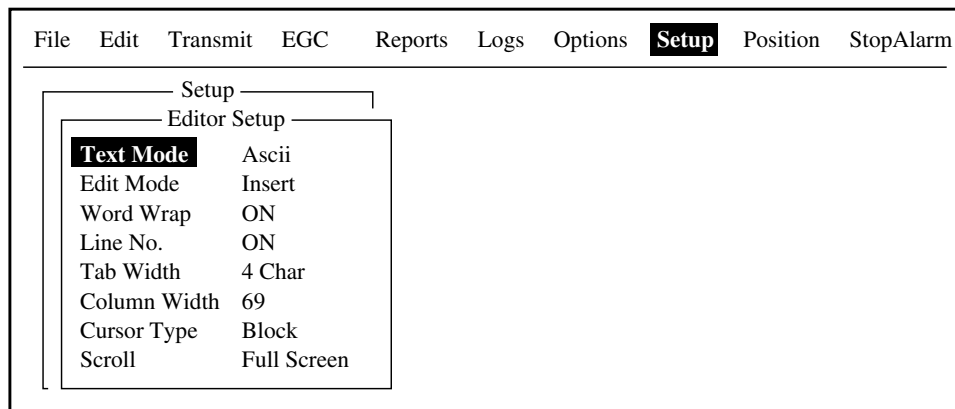 File Edit Transmit EGC Reports Logs Options Setup Position StopAlarm
Setup
Editor Setup
Text Mode Ascii
Edit Mode Insert
Word Wrap ON
Line No. ON
Tab Width 4 Char
Column Width 69
Cursor Type Block
Scroll Full Screen